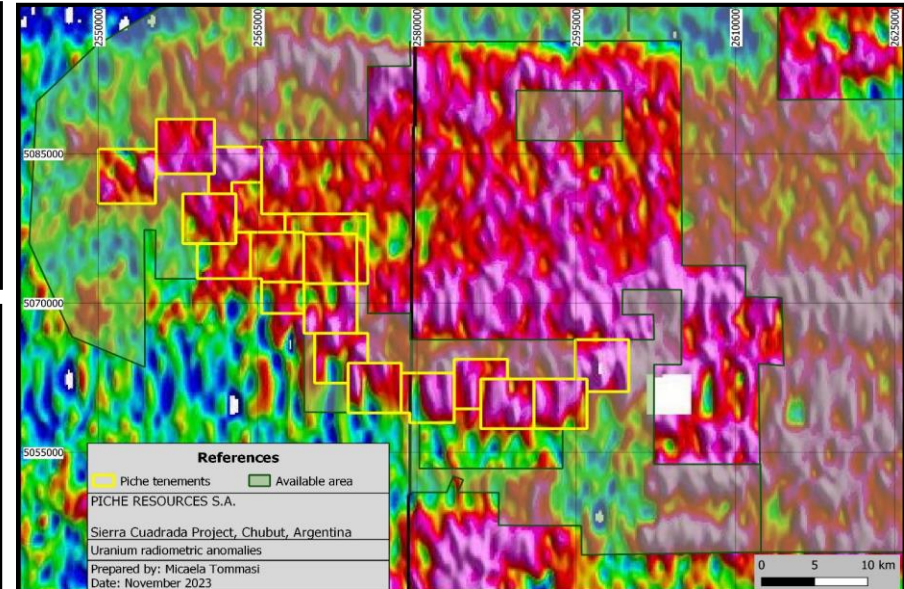 2550000
2565000
2580000
2595000
2610000
2625000
5085000
5070000
5055000
References
Piche tenements
Available area
PICHE RESOURCES S.A.
Sierra Cuadrada Project, Chubut, Argentina
Uranium radiometric anomalies
Prepared by: Micaela Tommasi
Date: November 2023
0 5 10 km